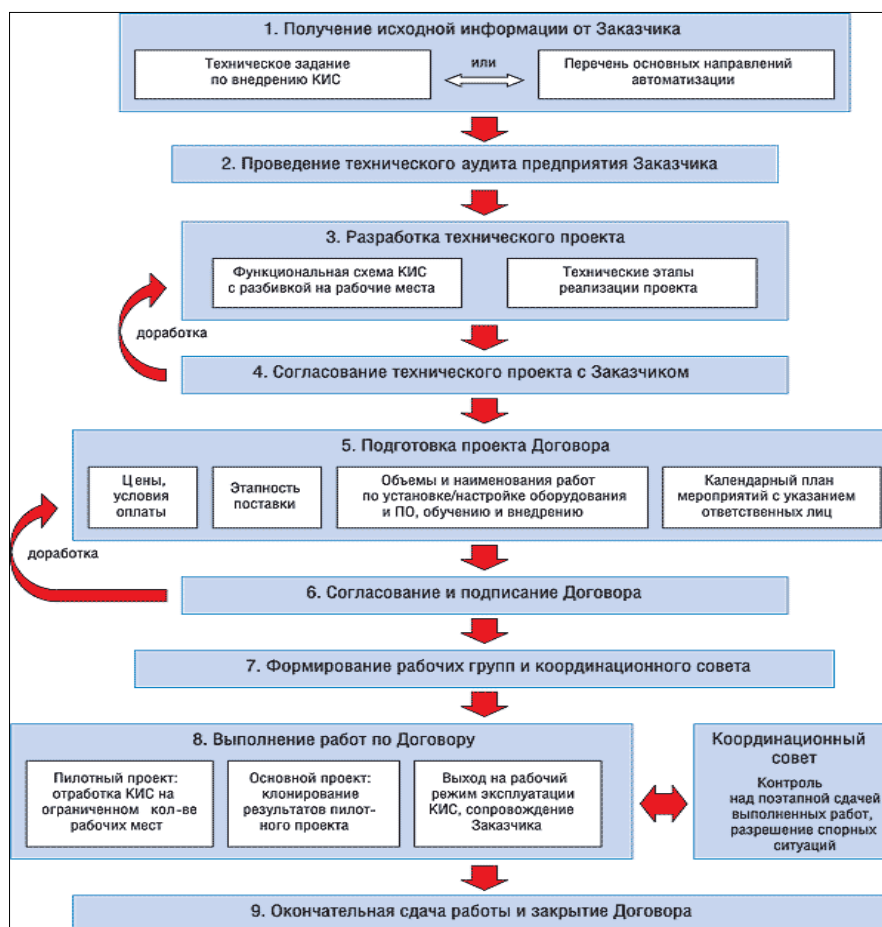 1. Получение исходной информации от Заказчика
Техническое задание
по внедрению КИС
или
Перечень основных направлений
автоматизации
2. Проведение технического аудита предприятия Заказчика
3. Разработка технического проекта
Функциональная схема КИС
с разбивкой на рабочие места
Технические этапы
реализации проекта
доработка
4. Согласование технического проекта с Заказчиком
5. Подготовка проекта Договора
Цены,
условия
оплаты
Этапность
поставки
Объемы и наименования работ
по установке/настройке оборудования
и ПО, обучению и внедрению
Календарный план
мероприятий с указанием
ответственных лиц
доработка
6. Согласование и подписание Договора
7. Формирование рабочих групп и координационного совета
8. Выполнение работ по Договору
Пилотный проект:
отработка КИС на
ограниченном кол-ве
рабочих мест
Основной проект:
клонирование
результатов пилот-
ного проекта
Выход на рабочий
режим эксплуатации
КИС, сопровождение
Заказчика
Координационный
совет
Контроль
над поэтапной сдачей
выполненных работ,
разрешение спорных
ситуаций
9. Окончательная сдача работы и закрытие Договора